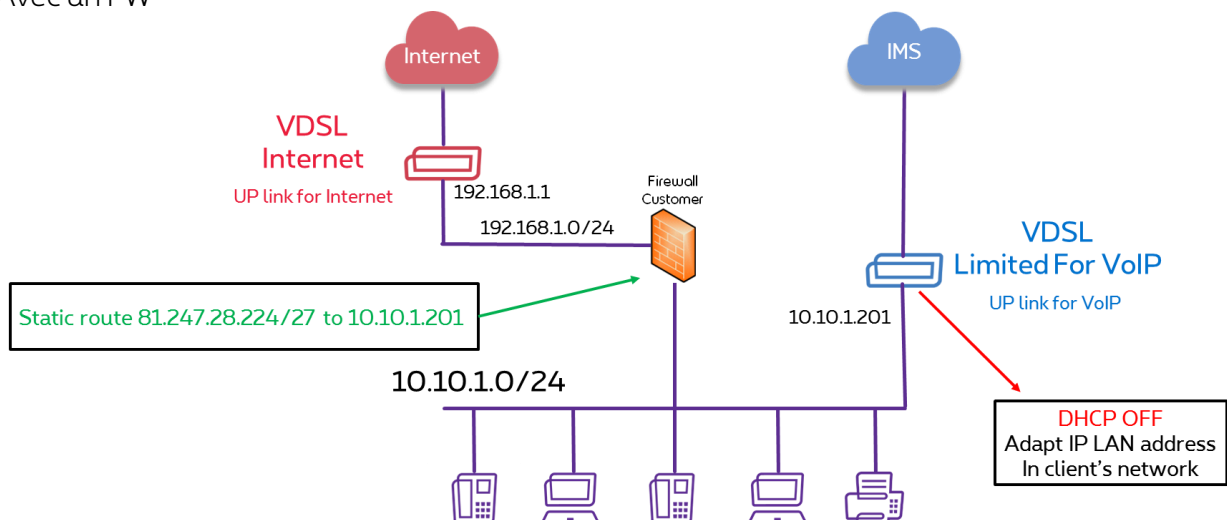 Internet
IMS
VDSL
Internet
UP link for Internet
192.168.1.1
192.168.1.0/24
Firewall
Customer
VDSL
Limited For VoIP
UP link for VoIP
Static route 81.247.28.224/27 to 10.10.1.201
10.10.1.201
10.10.1.0/24
DHCP OFF
Adapt IP LAN address
In client's network